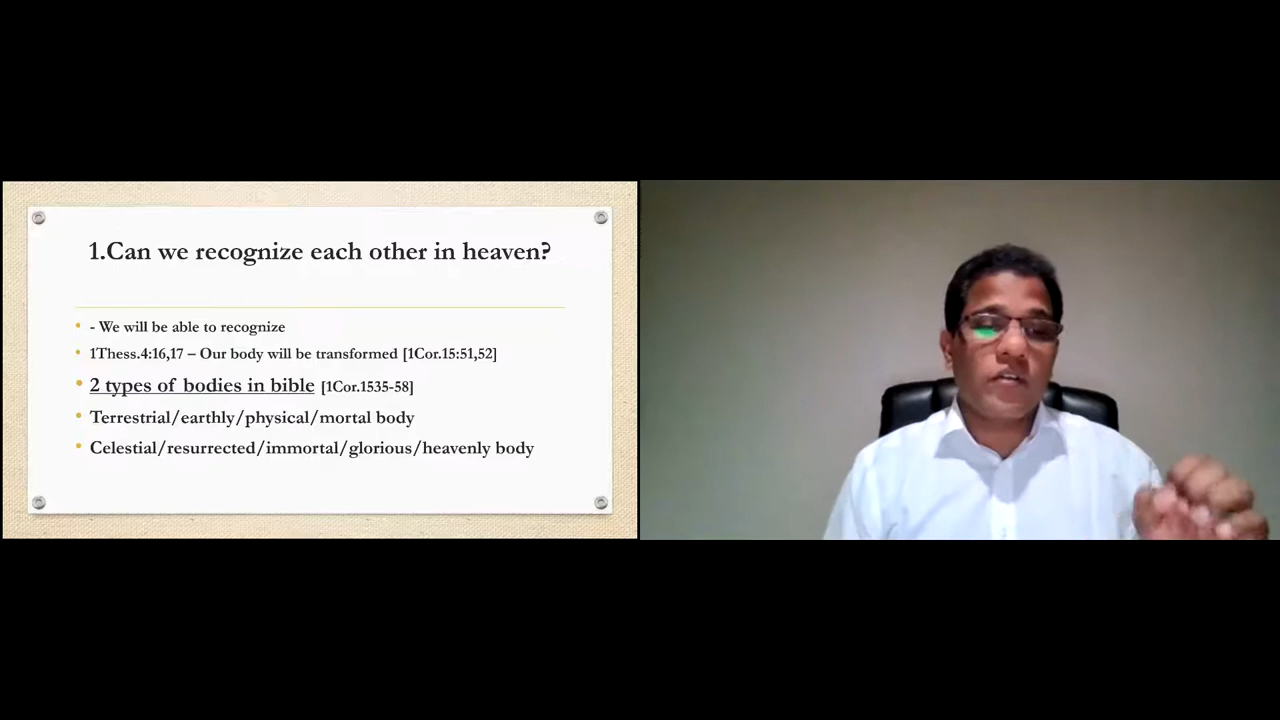 1.Can we recognize each other in heaven?
- We will be able to recognize
1Thess.4:16,17 – Our body will be transformed [1Cor.15:51,52]
2 types of bodies in bible [1Cor.1535-58]
Terrestrial/earthly/physical/mortal body
Celestial/resurrected/immortal/glorious/heavenly body